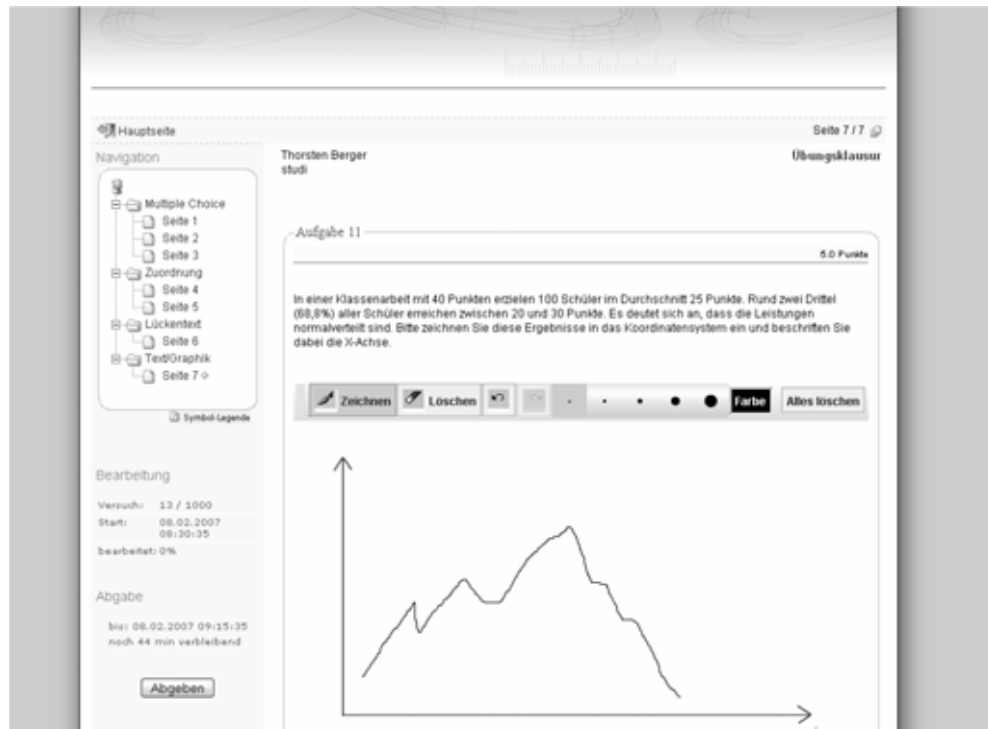 Hauptseite
Seite 7 / 7
Navigation
Multiple Choice
Seite 1
Seite 2
Seite 3
Zuordnung
Seite 4
Seite 5
Lückentext
Seite 6
Text/Graphik
Seite 7
Symbol-Legende
Bearbeitung
Versuch: 13 / 1000
Start: 08.02.2007
08:30:35
bearbeitet: 0%
Abgabe
bis: 08.02.2007 09:15:35
noch 44 min verbleibend
Abgeben
Thorsten Berger
studi
Übungsklausur
Aufgabe 11
5.0 Punkte
In einer Klassenarbeit mit 40 Punkten erzielen 100 Schüler im Durchschnitt 25 Punkte. Rund zwei Drittel
(68,8%) aller Schüler erreichen zwischen 20 und 30 Punkte. Es deutet sich an, dass die Leistungen
normalverteilt sind. Bitte zeichnen Sie diese Ergebnisse in das Koordinatensystem ein und beschriften Sie
dabei die X-Achse.
Zeichnen Löschen Farbe Alles löschen